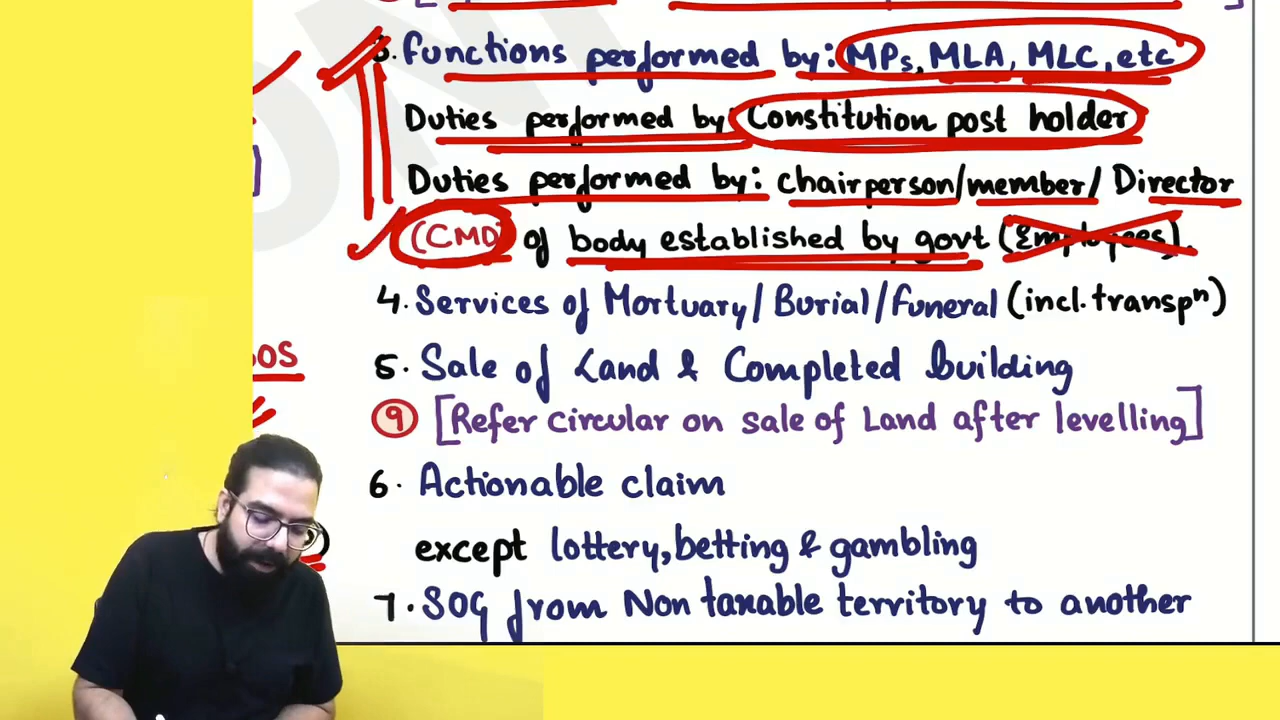 3. Functions performed by: MPs, MLA, MLC, etc
Duties performed by: Constitution post holder
Duties performed by: chairperson/member/Director
(CMD) of body established by govt (Employees).
4. Services of Mortuary/Burial/Funeral (incl. transpⁿ)
5. Sale of Land & Completed building
9 [Refer circular on sale of Land after levelling]
6. Actionable claim
except lottery, betting & gambling
7. SOG from Non taxable territory to another